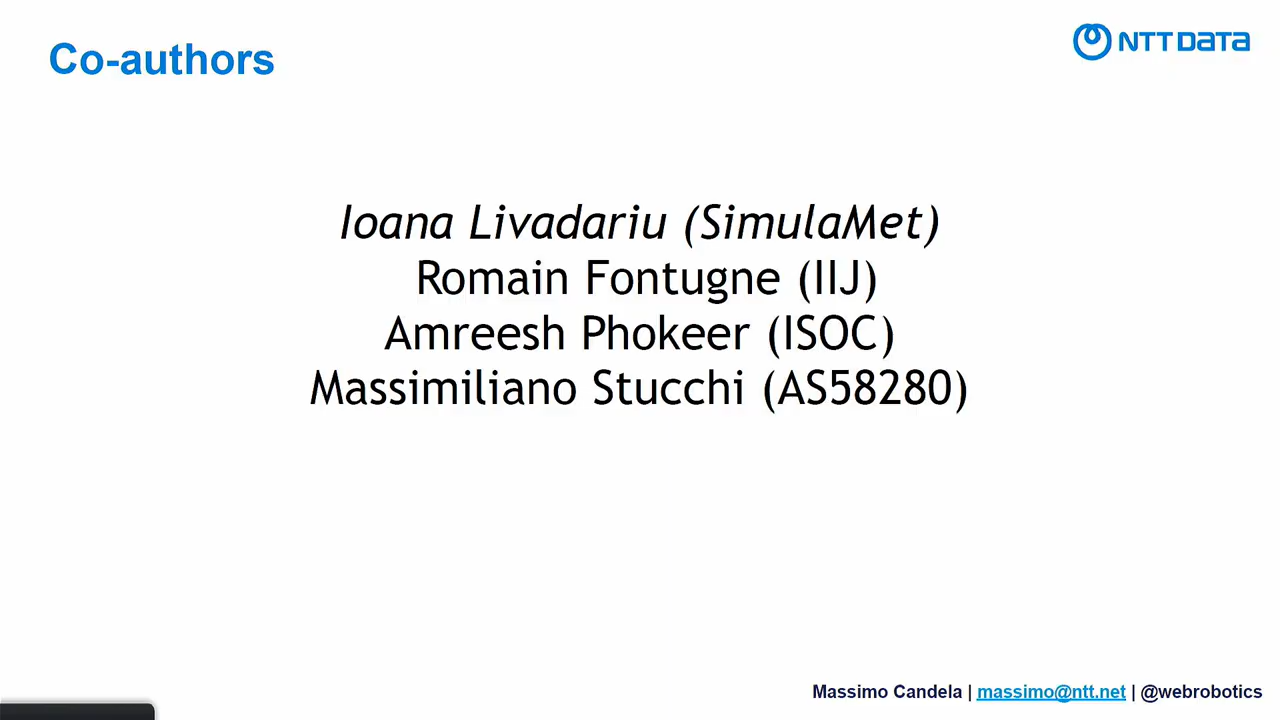 Co-authors
NTT DATA
Ioana Livadariu (SimulaMet)
Romain Fontugne (IIJ)
Amreesh Phokeer (ISOC)
Massimiliano Stucchi (AS58280)
Massimo Candela | massimo@ntt.net | @webrobotics